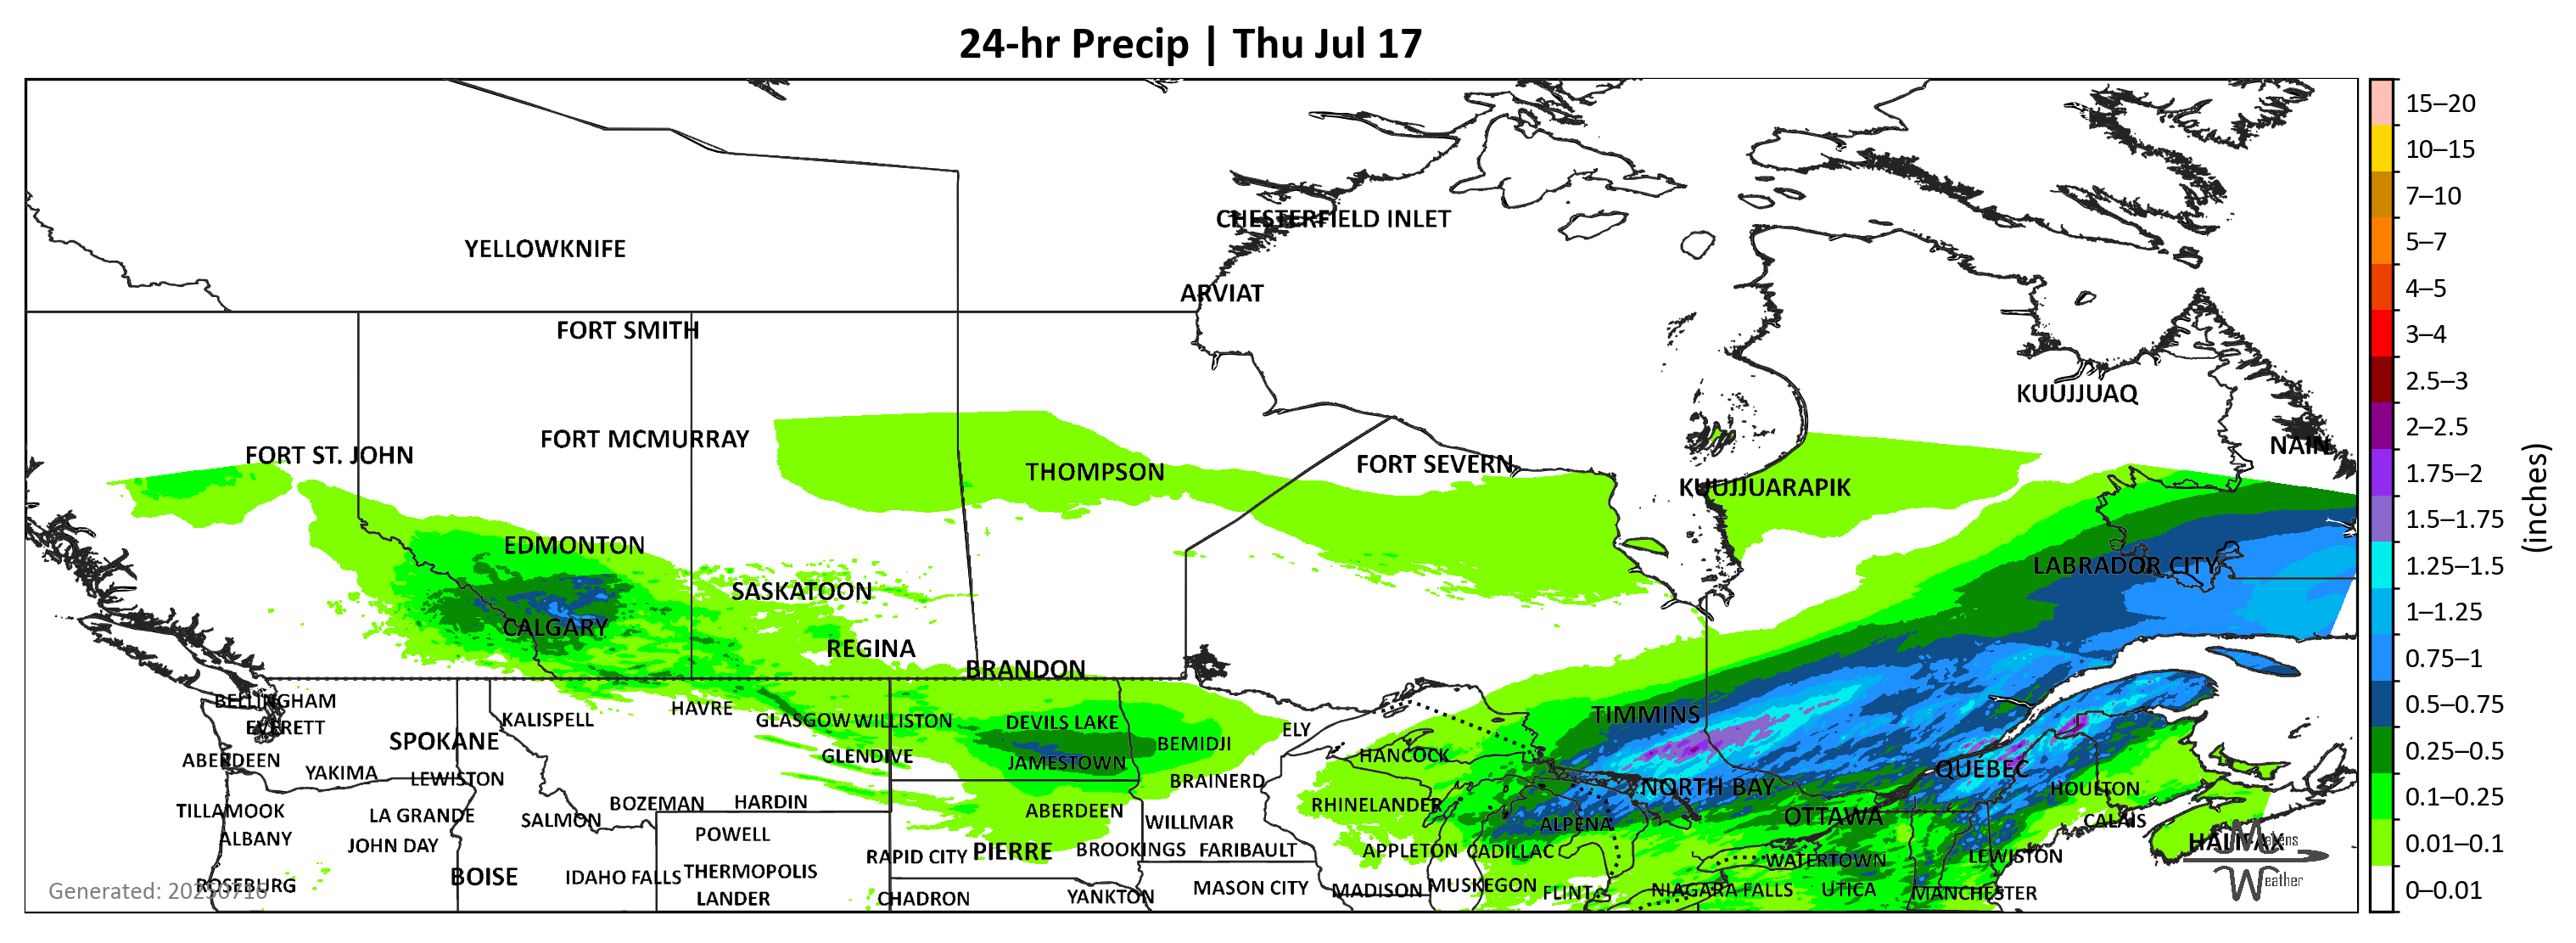 24-hr Precip | Thu Jul 17
15–20
10–15
7–10
5–7
4–5
3–4
2.5–3
2–2.5
1.75–2
1.5–1.75
1.25–1.5
1–1.25
0.75–1
0.5–0.75
0.25–0.5
0.1–0.25
0.01–0.1
0–0.01
(inches)
CHESTERFIELD INLET
YELLOWKNIFE
ARVIAT
FORT SMITH
KUUJJUAQ
FORT MCMURRAY
NAIN
FORT ST. JOHN
FORT SEVERN
THOMPSON
KUUJJUARAPIK
EDMONTON
LABRADOR CITY
SASKATOON
CALGARY
REGINA
BRANDON
BELLINGHAM
HAVRE
TIMMINS
KALISPELL
GLASGOW
WILLISTON
DEVILS LAKE
EVERETT
ELY
SPOKANE
BEMIDJI
GLENDIVE
HANCOCK
ABERDEEN
JAMESTOWN
QUÉBEC
YAKIMA
LEWISTON
BRAINERD
NORTH BAY
HOULTON
BOZEMAN
HARDIN
RHINELANDER
TILLAMOOK
LA GRANDE
SALMON
ABERDEEN
WILLMAR
ALPENA
OTTAWA
CALAIS
ALBANY
JOHN DAY
POWELL
HALIFAX
Mavens
Weather
RAPID CITY
PIERRE
BROOKINGS
FARIBAULT
APPLETON
CADILLAC
WATERTOWN
LEWISTON
ROSEBURG
BOISE
IDAHO FALLS
THERMOPOLIS
MASON CITY
MADISON
MUSKEGON
FLINT
NIAGARA FALLS
UTICA
MANCHESTER
LANDER
CHADRON
YANKTON
Generated: 20250716